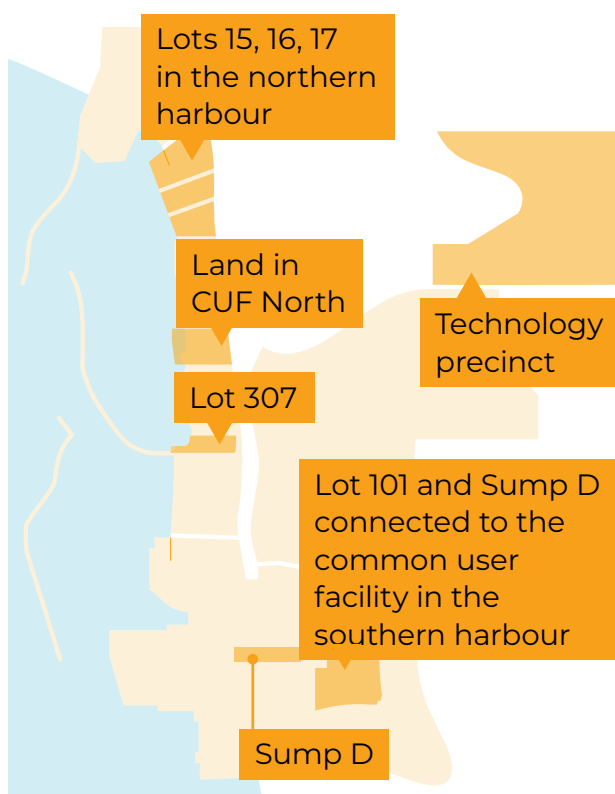 Lots 15, 16, 17
in the northern
harbour
Land in
CUF North
Technology
precinct
Lot 307
Lot 101 and Sump D
connected to the
common user
facility in the
southern harbour
Sump D